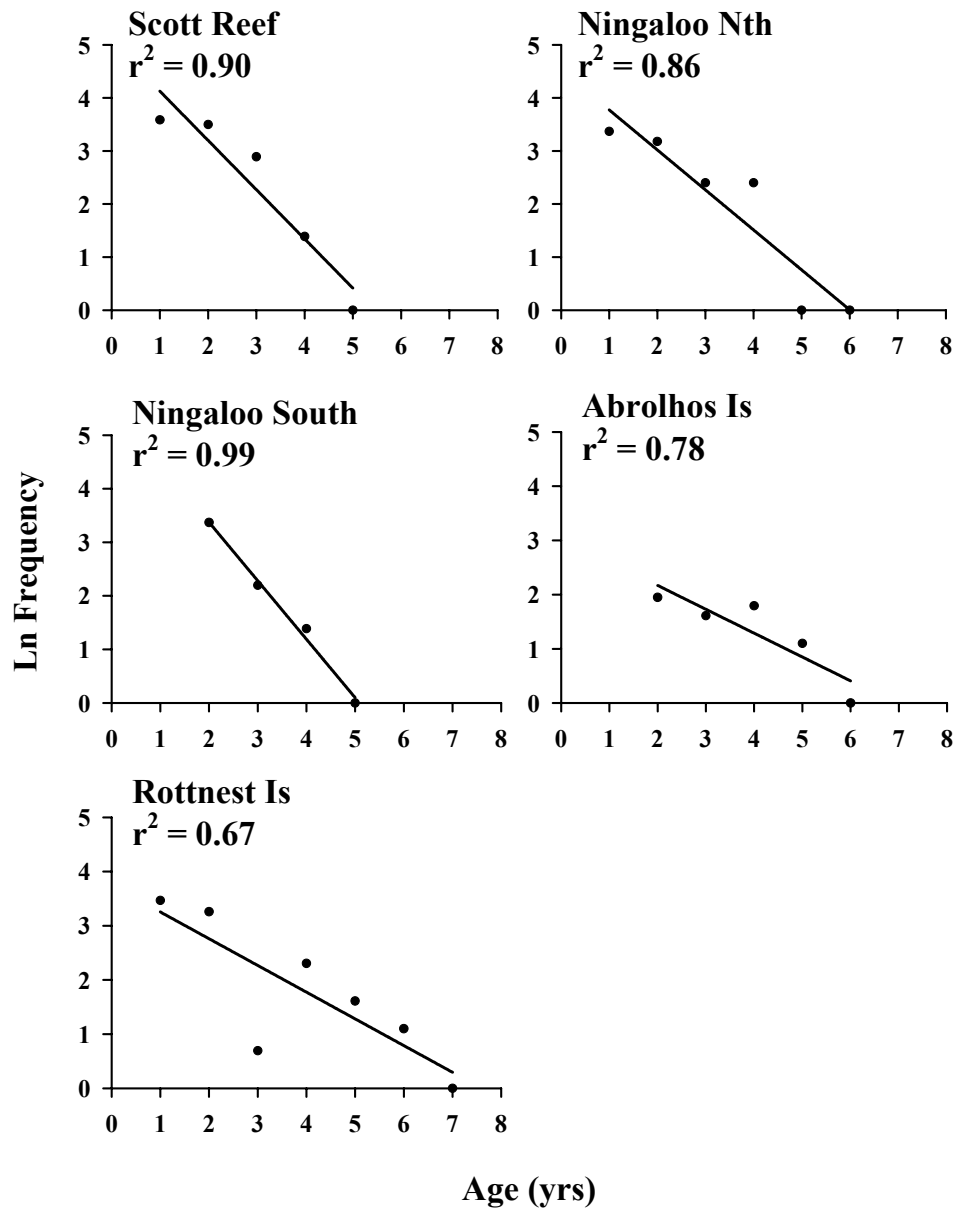 Scott Reef
r² = 0.90
5
4
3
2
1
0
0 1 2 3 4 5 6 7 8
Ningaloo Nth
r² = 0.86
5
4
3
2
1
0
0 1 2 3 4 5 6 7 8
Ningaloo South
r² = 0.99
5
4
3
2
1
0
0 1 2 3 4 5 6 7 8
Abrolhos Is
r² = 0.78
5
4
3
2
1
0
0 1 2 3 4 5 6 7 8
Ln Frequency
Rottnest Is
r² = 0.67
5
4
3
2
1
0
0 1 2 3 4 5 6 7 8
Age (yrs)